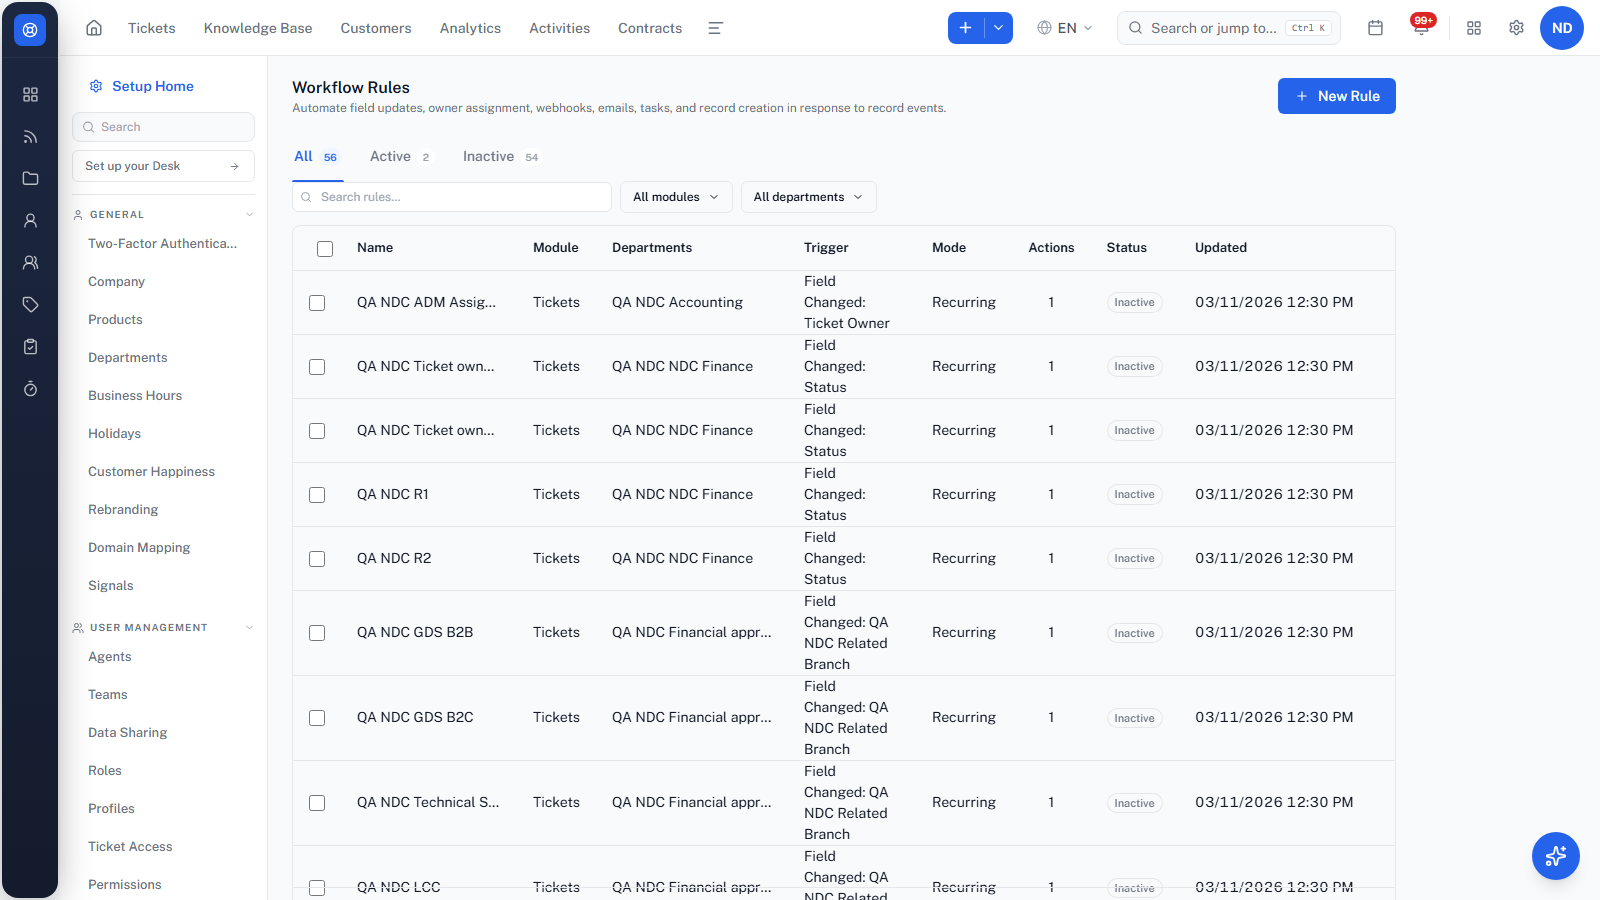 Tickets
Knowledge Base
Customers
Analytics
Activities
Contracts
EN
Search or jump to...
Ctrl K
99+
ND
Setup Home
Search
Set up your Desk
GENERAL
Two-Factor Authentica...
Company
Products
Departments
Business Hours
Holidays
Customer Happiness
Rebranding
Domain Mapping
Signals
USER MANAGEMENT
Agents
Teams
Data Sharing
Roles
Profiles
Ticket Access
Permissions
Workflow Rules
Automate field updates, owner assignment, webhooks, emails, tasks, and record creation in response to record events.
New Rule
All 56
Active 2
Inactive 54
Search rules...
All modules
All departments
Name Module Departments Trigger Mode Actions Status Updated
QA NDC ADM Assig... Tickets QA NDC Accounting Field Changed: Ticket Owner Recurring 1 Inactive 03/11/2026 12:30 PM
QA NDC Ticket own... Tickets QA NDC NDC Finance Field Changed: Status Recurring 1 Inactive 03/11/2026 12:30 PM
QA NDC Ticket own... Tickets QA NDC NDC Finance Field Changed: Status Recurring 1 Inactive 03/11/2026 12:30 PM
QA NDC R1 Tickets QA NDC NDC Finance Field Changed: Status Recurring 1 Inactive 03/11/2026 12:30 PM
QA NDC R2 Tickets QA NDC NDC Finance Field Changed: Status Recurring 1 Inactive 03/11/2026 12:30 PM
QA NDC GDS B2B Tickets QA NDC Financial appr... Field Changed: QA NDC Related Branch Recurring 1 Inactive 03/11/2026 12:30 PM
QA NDC GDS B2C Tickets QA NDC Financial appr... Field Changed: QA NDC Related Branch Recurring 1 Inactive 03/11/2026 12:30 PM
QA NDC Technical S... Tickets QA NDC Financial appr... Field Changed: QA NDC Related Branch Recurring 1 Inactive 03/11/2026 12:30 PM
QA NDC LCC Tickets QA NDC Financial appr... Field Changed: QA NDC Related Recurring 1 Inactive 03/11/2026 12:30 PM